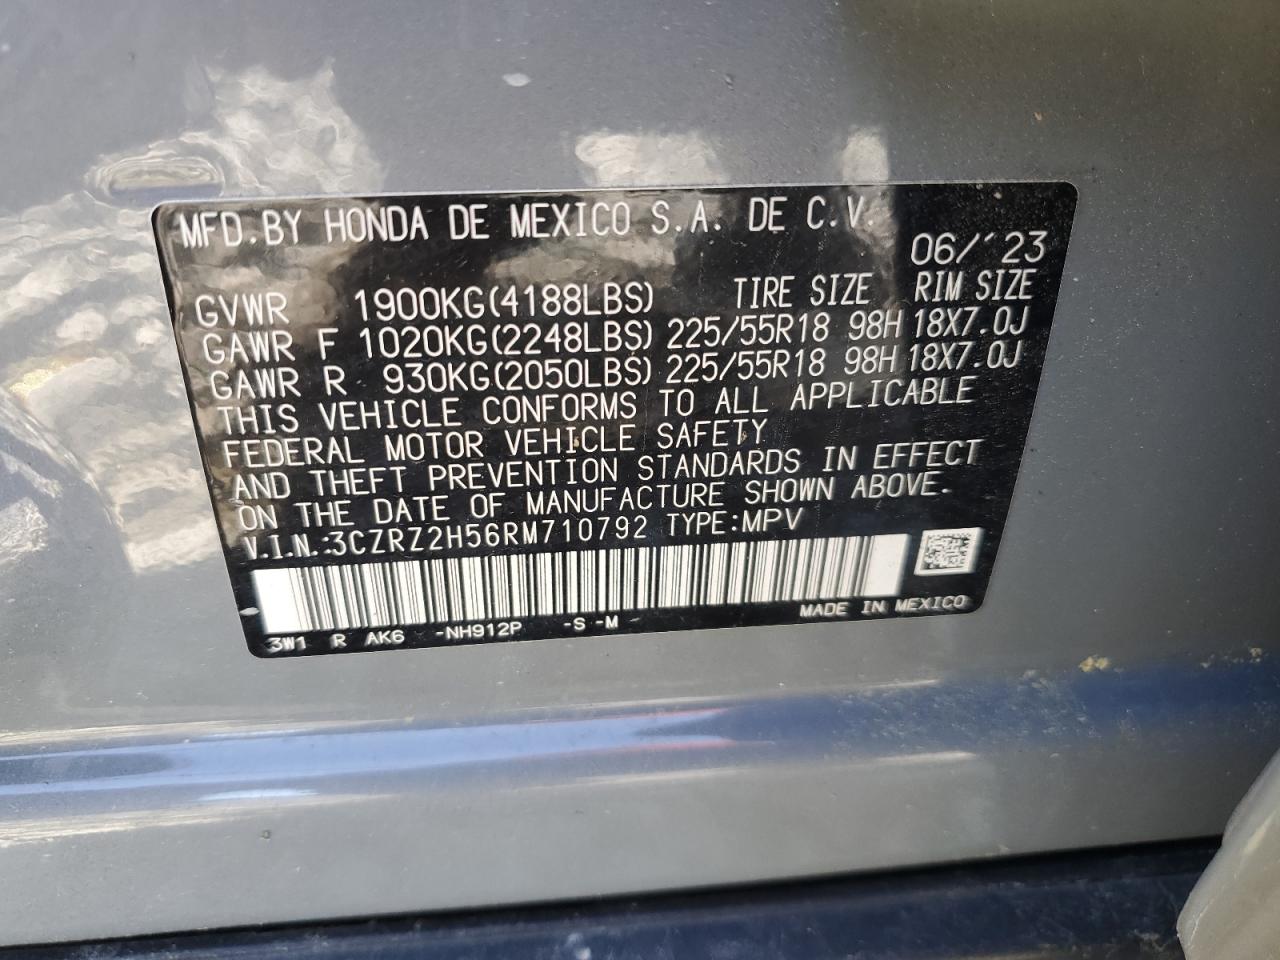 MFD.BY HONDA DE MEXICO S.A. DE C.V.
06/'23
GVWR 1900KG(4188LBS) TIRE SIZE RIM SIZE
GAWR F 1020KG(2248LBS) 225/55R18 98H 18X7.0J
GAWR R 930KG(2050LBS) 225/55R18 98H 18X7.0J
THIS VEHICLE CONFORMS TO ALL APPLICABLE
FEDERAL MOTOR VEHICLE SAFETY
AND THEFT PREVENTION STANDARDS IN EFFECT
ON THE DATE OF MANUFACTURE SHOWN ABOVE.
V.I.N.:3CZRZ2H56RM710792 TYPE:MPV
MADE IN MEXICO
3W1 R AK6 -NH912P -S -M -